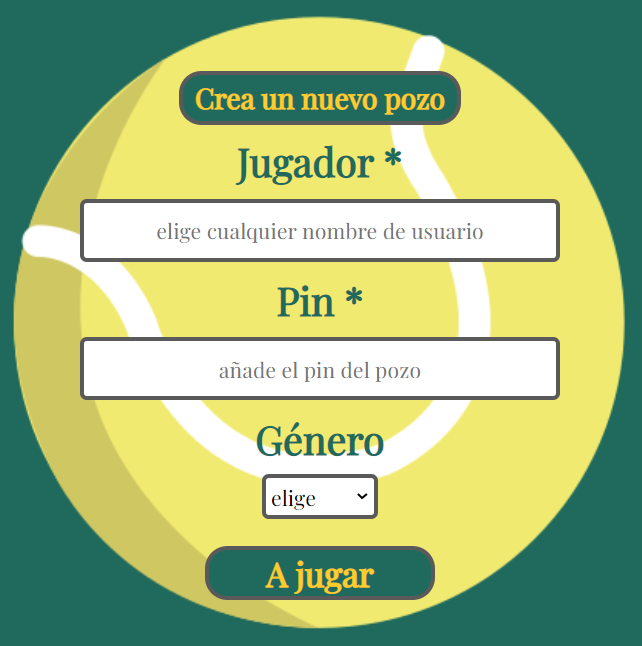 Crea un nuevo pozo
Jugador *
elige cualquier nombre de usuario
Pin *
añade el pin del pozo
Género
elige
A jugar